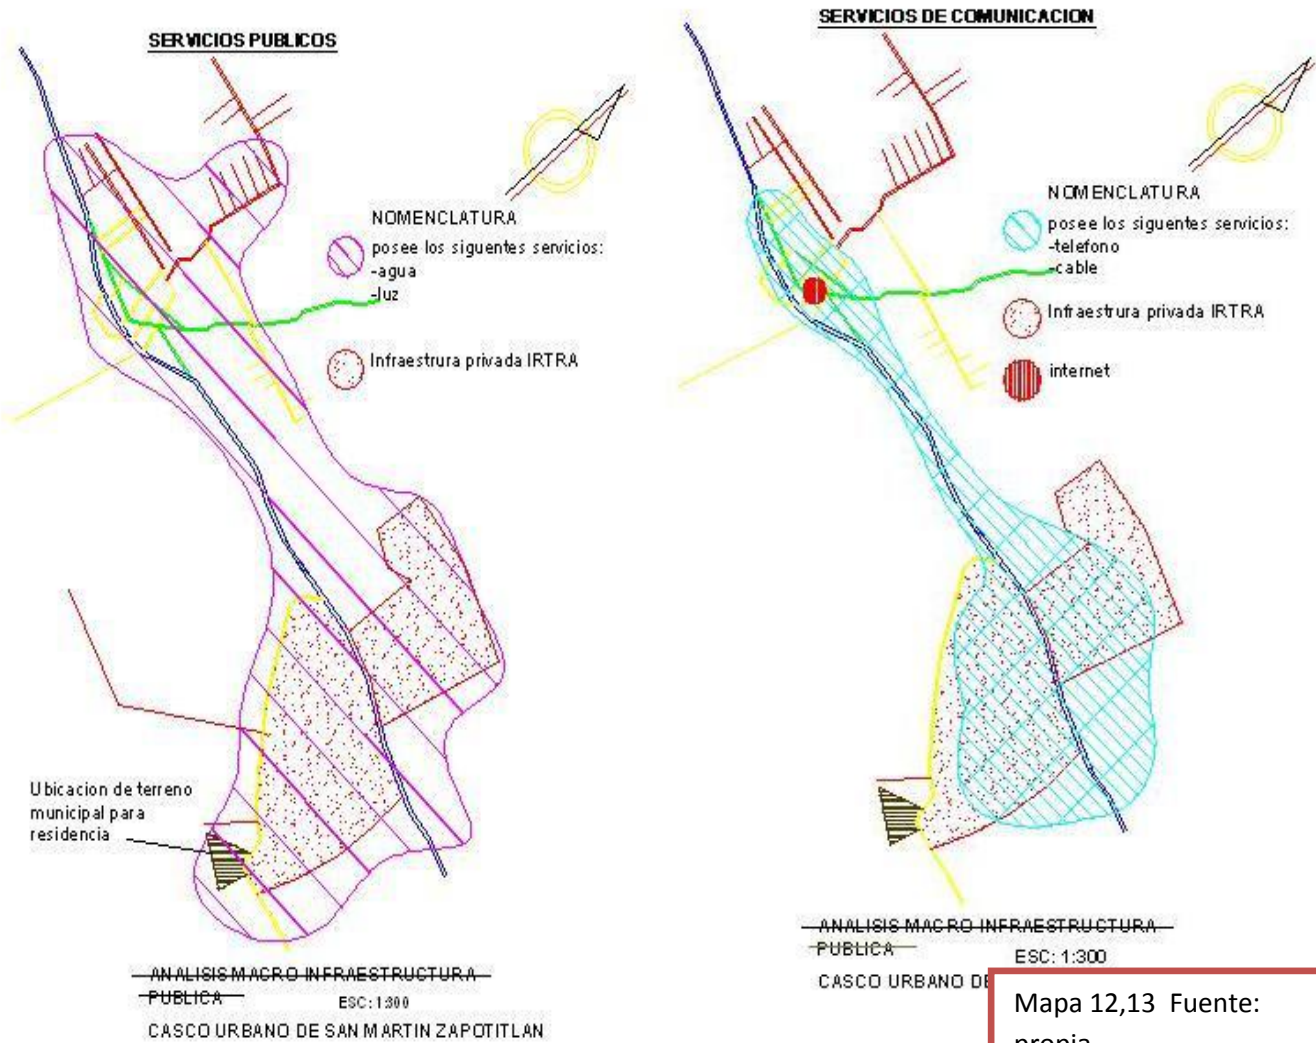 SERVICIOS PUBLICOS
NOMENCLATURA
posee los siguentes servicios:
-agua
-luz
Infraestrura privada IRTRA
Ubicacion de terreno
municipal para
residencia
ANALISIS MACRO INFRAESTRUCTURA
PUBLICA
ESC: 1:300
CASCO URBANO DE SAN MARTIN ZAPOTITLAN
SERVICIOS DE COMUNICACION
NOMENCLATURA
posee los siguentes servicios:
-telefono
-cable
Infraestrura privada IRTRA
internet
ANALISIS MACRO INFRAESTRUCTURA
PUBLICA
ESC: 1:300
CASCO URBANO DE
Mapa 12,13 Fuente:
propia